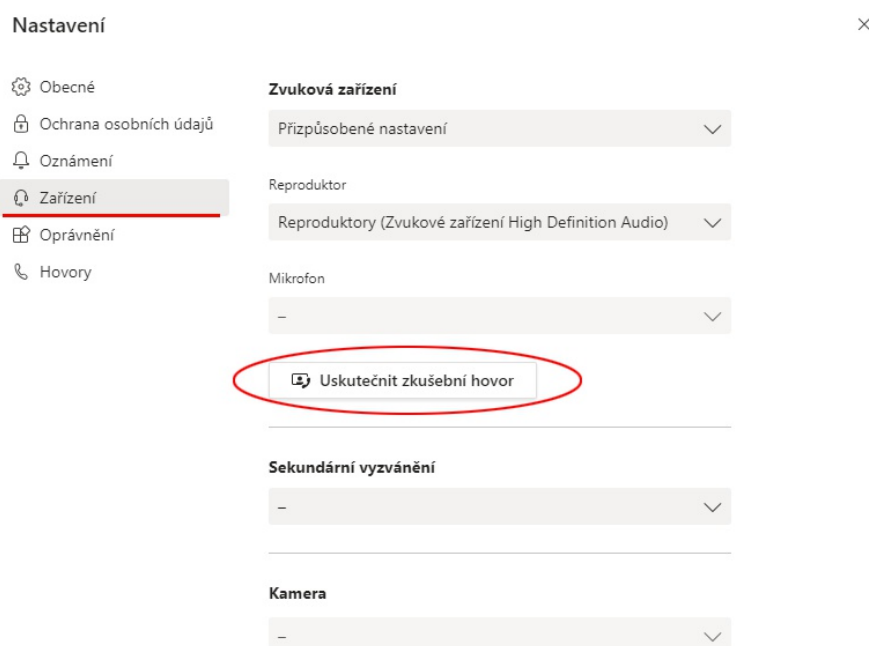 Nastavení
Obecné
Ochrana osobních údajů
Oznámení
Zařízení
Oprávnění
Hovory
Zvuková zařízení
Přizpůsobené nastavení
Reproduktor
Reproduktory (Zvukové zařízení High Definition Audio)
Mikrofon
–
Uskutečnit zkušební hovor
Sekundární vyzvánění
–
Kamera
–